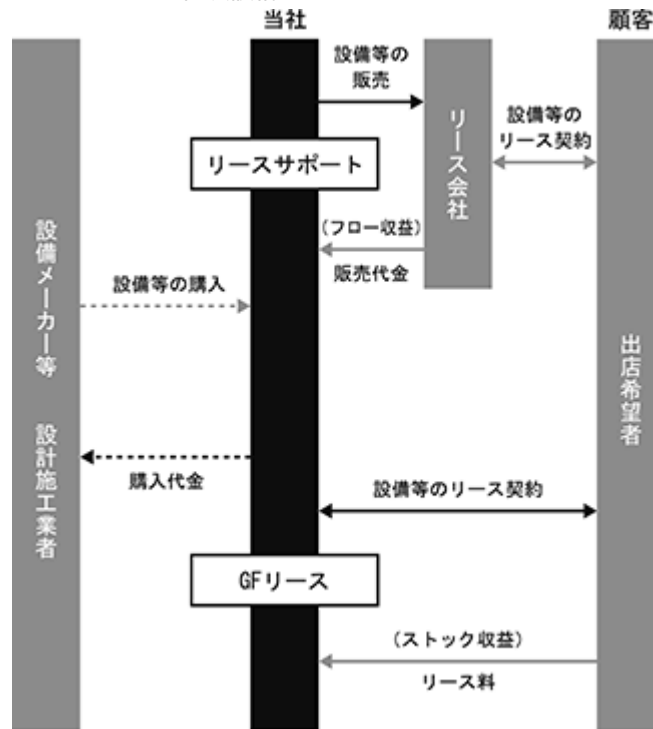 当社
顧客
設備等の
販売
リース会社
設備等の
リース契約
リースサポート
(フロー収益)
販売代金
設備メーカー等
設計施工業者
設備等の購入
出店希望者
購入代金
設備等のリース契約
GFリース
(ストック収益)
リース料